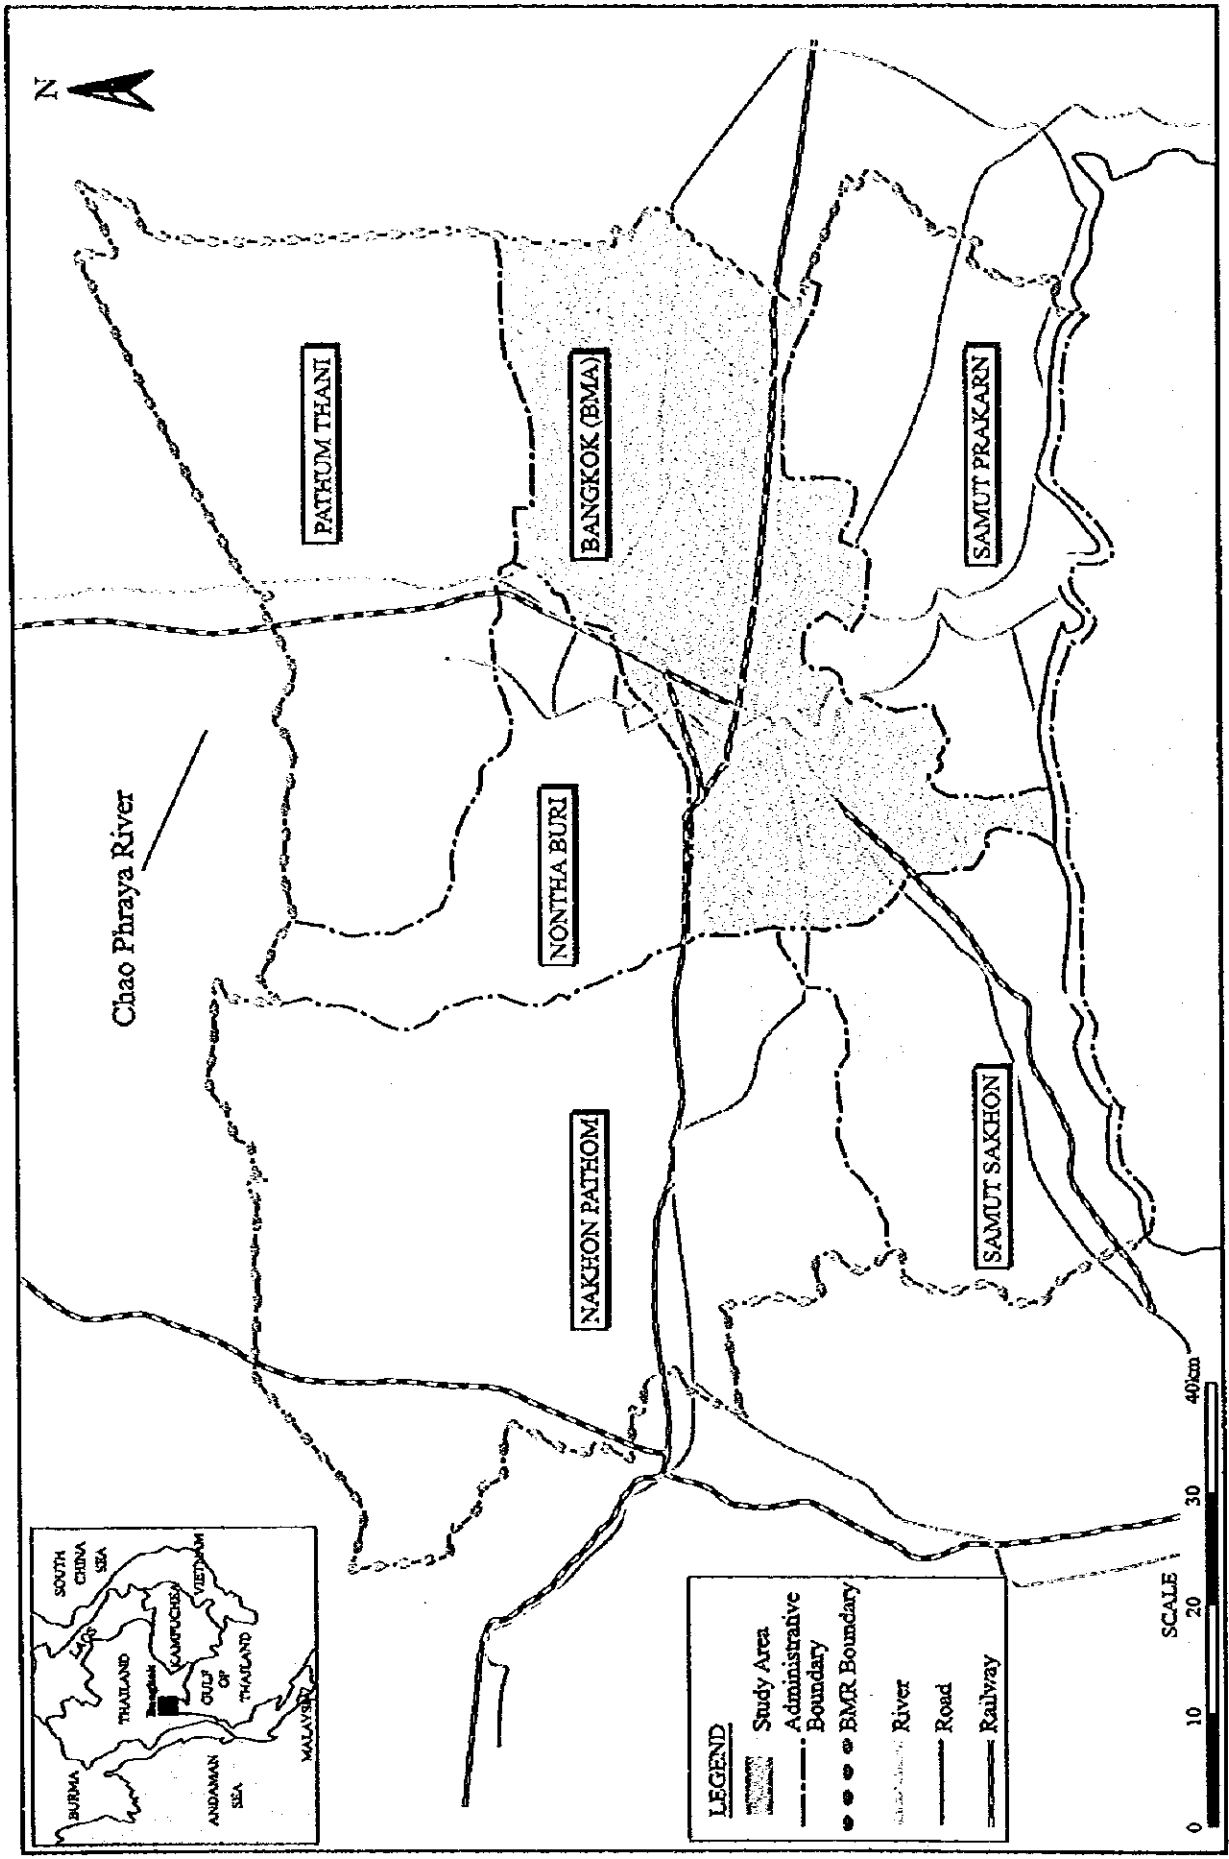 N
Chao Phraya River
PATHUM THANI
NONTHA BURI
BANGKOK (BMA)
NAKHON PATHOM
SAMUT PRAKARN
SAMUT SAKHON
SOUTH
CHINA
SEA
BURMA
LAOS
THAILAND
VIETNAM
Bangkok
KAMPUCHEA
GULF
OF
THAILAND
ANDAMAN
SEA
MALAYSIA
LEGEND
Study Area
Administrative
Boundary
BMR Boundary
River
Road
Railway
SCALE
0 10 20 30 40km